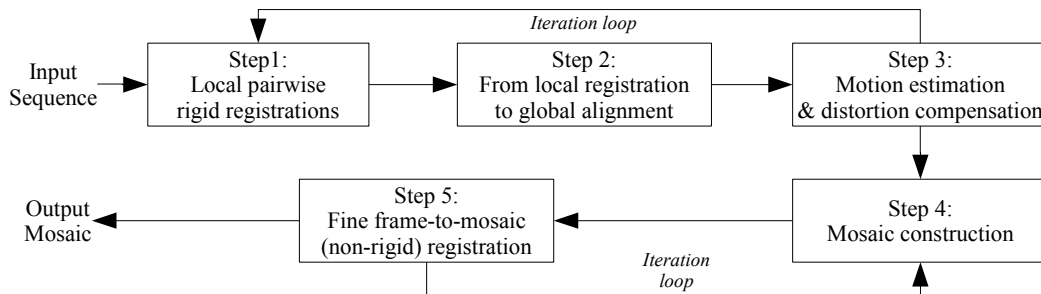 Iteration loop
Input
Sequence
Step1:
Local pairwise
rigid registrations
Step 2:
From local registration
to global alignment
Step 3:
Motion estimation
& distortion compensation
Output
Mosaic
Step 5:
Fine frame-to-mosaic
(non-rigid) registration
Step 4:
Mosaic construction
Iteration
loop